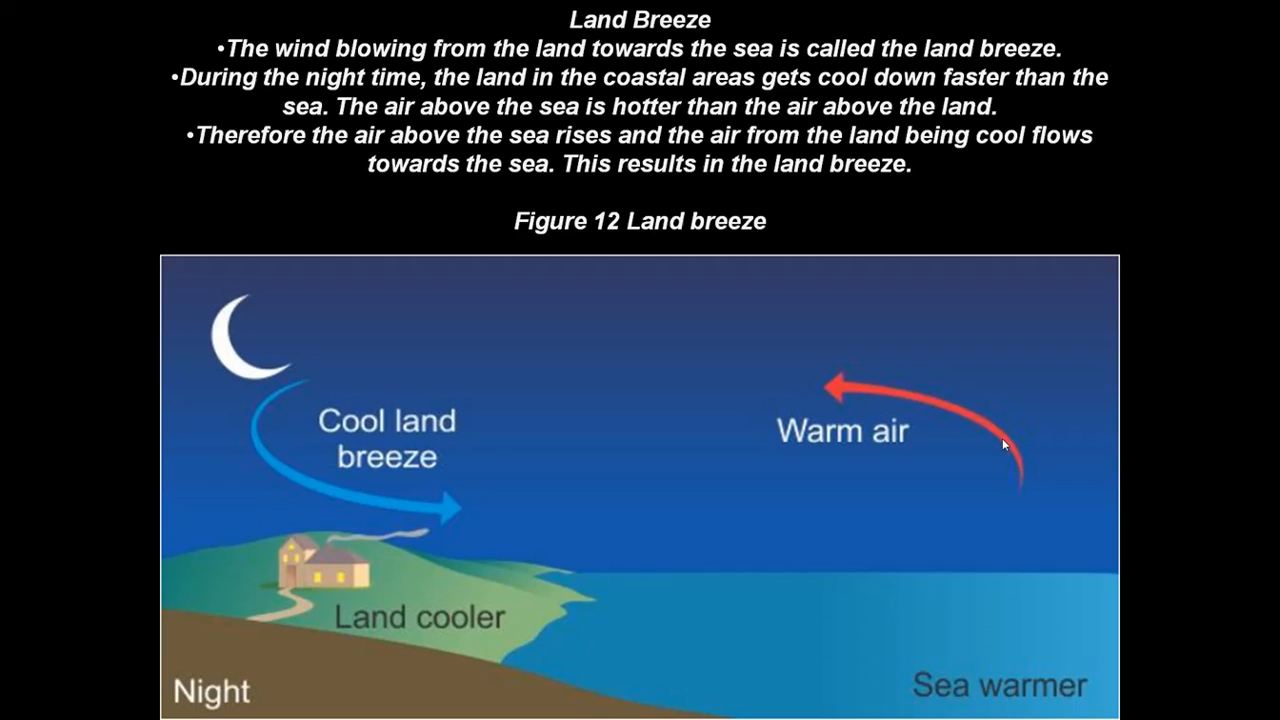 Land Breeze
•The wind blowing from the land towards the sea is called the land breeze.
•During the night time, the land in the coastal areas gets cool down faster than the
sea. The air above the sea is hotter than the air above the land.
•Therefore the air above the sea rises and the air from the land being cool flows
towards the sea. This results in the land breeze.
Figure 12 Land breeze
Cool land
breeze
Warm air
Land cooler
Night
Sea warmer